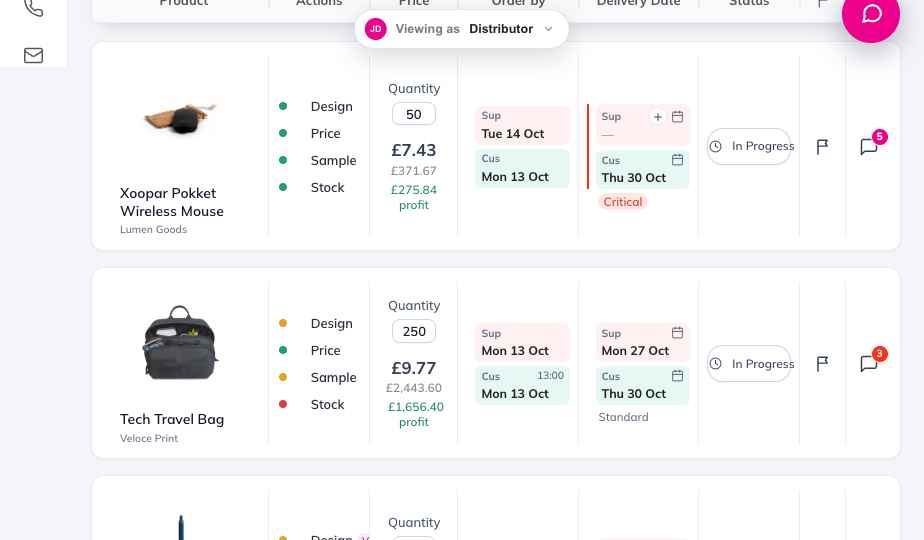 Product Actions Price Order by Delivery Date Status
JD Viewing as Distributor
Quantity
50
£7.43
£371.67
£275.84
profit
Design
Price
Sample
Stock
Sup
Tue 14 Oct
Cus
Mon 13 Oct
Sup +
—
Cus
Thu 30 Oct
Critical
In Progress
5
Xoopar Pokket
Wireless Mouse
Lumen Goods
Quantity
250
£9.77
£2,443.60
£1,656.40
profit
Design
Price
Sample
Stock
Sup
Mon 13 Oct
Cus 13:00
Mon 13 Oct
Sup
Mon 27 Oct
Cus
Thu 30 Oct
Standard
In Progress
3
Tech Travel Bag
Veloce Print
Quantity
Design